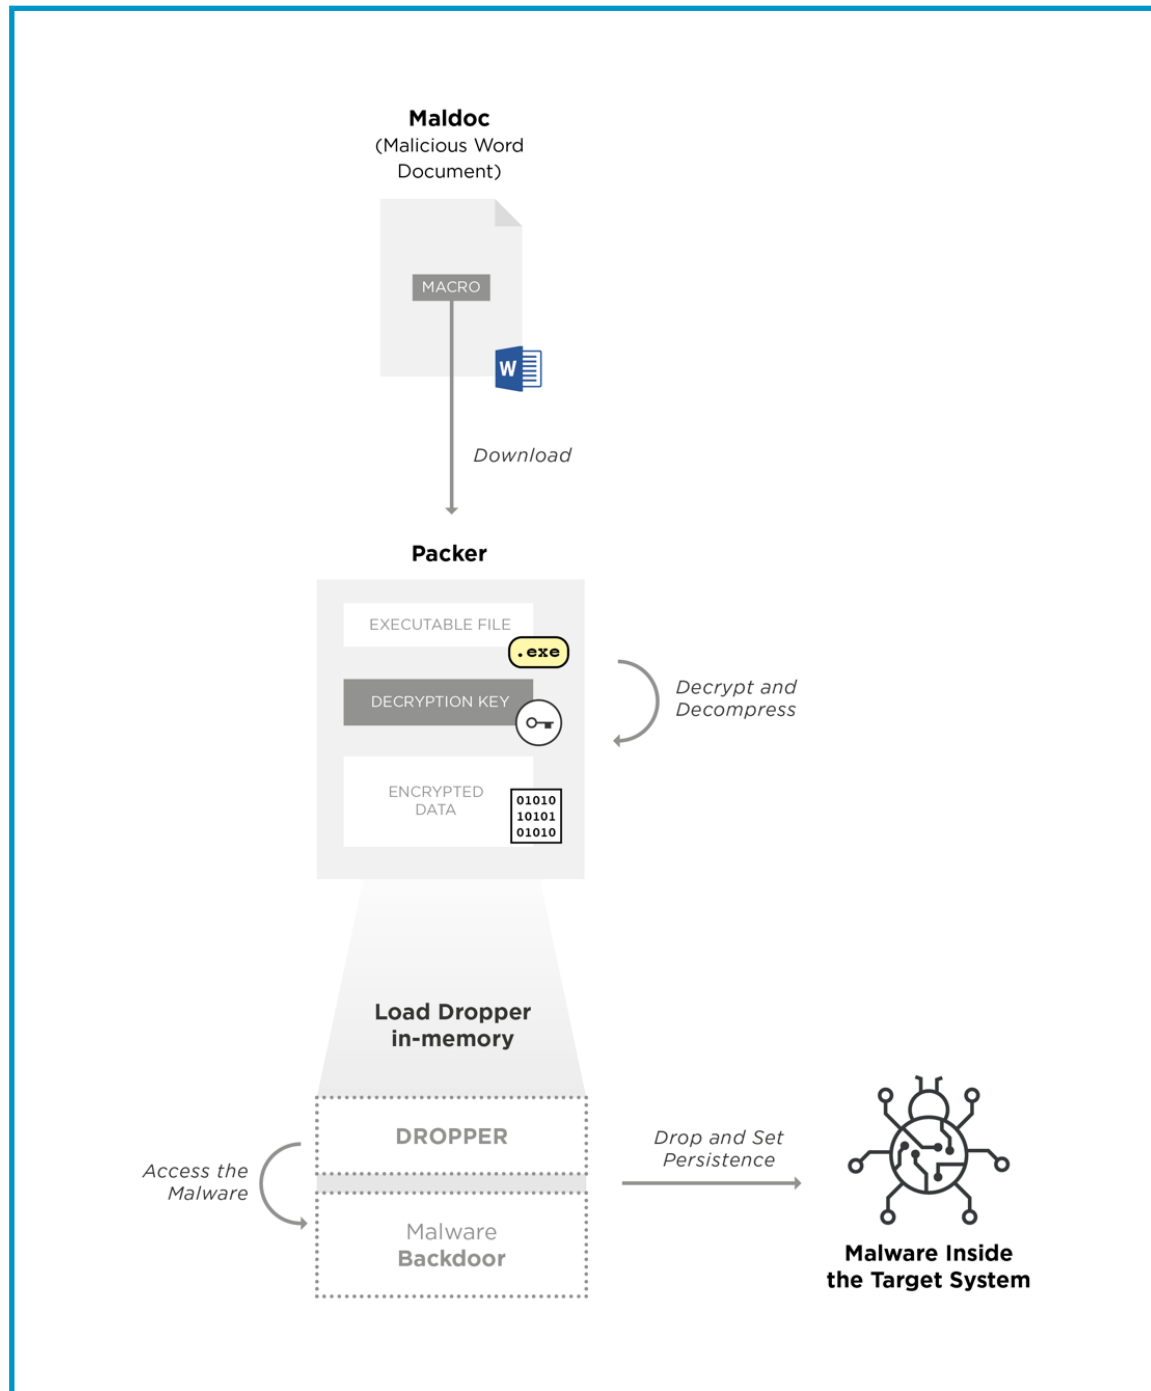 Maldoc
(Malicious Word
Document)
MACRO
W
Download
Packer
EXECUTABLE FILE
.exe
DECRYPTION KEY
Decrypt and
Decompress
ENCRYPTED
DATA
01010
10101
01010
Load Dropper
in-memory
DROPPER
Drop and Set
Persistence
Access the
Malware
Malware
Backdoor
Malware Inside
the Target System